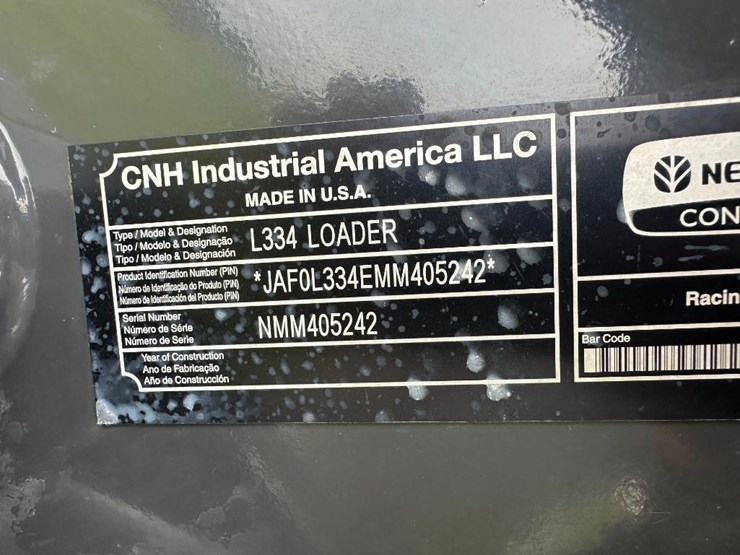 CNH Industrial America LLC
MADE IN U.S.A.
Type / Model & Designation
Tipo / Modelo & Designação
Tipo / Modelo & Designación
L334 LOADER
Product Identification Number (PIN)
Número de Identificação do Produto (PIN)
Número de Identificación del Producto (PIN)
*JAF0L334EMM405242*
Serial Number
Número de Série
Número de Serie
NMM405242
Year of Construction
Ano de Fabricação
Año de Construcción
NE
CON
Racin
Bar Code